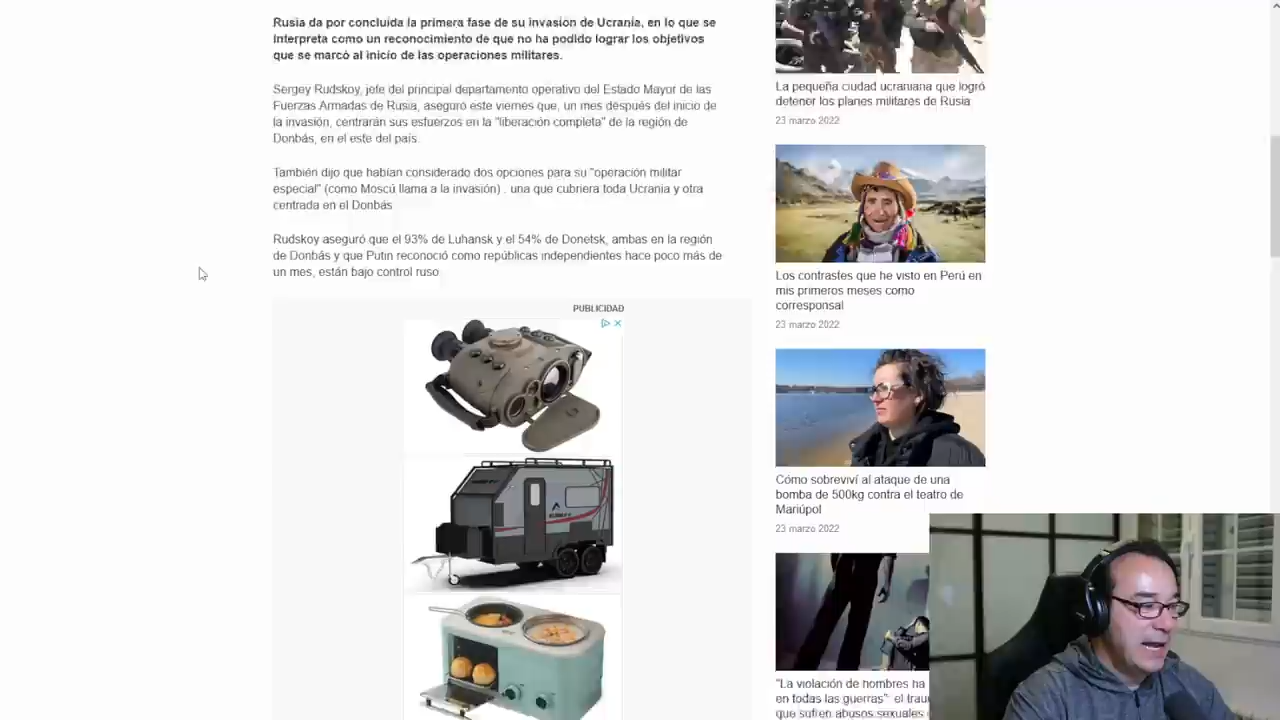 Rusia da por concluida la primera fase de su invasion de Ucrania, en lo que se
interpreta como un reconocimiento de que no ha podido lograr los objetivos
que se marcó al inicio de las operaciones militares.
Sergey Rudskoy, jefe del principal departamento operativo del Estado Mayor de las
Fuerzas Armadas de Rusia, aseguró este viernes que, un mes después del inicio de
la invasión, centrarán sus esfuerzos en la "liberación completa" de la región de
Donbás, en el este del país.
También dijo que habían considerado dos opciones para su "operación militar
especial" (como Moscú llama a la invasión) . una que cubriera toda Ucrania y otra
centrada en el Donbás
Rudskoy aseguró que el 93% de Luhansk y el 54% de Donetsk, ambas en la región
de Donbás y que Putin reconoció como repúblicas independientes hace poco más de
un mes, están bajo control ruso
PUBLICIDAD
La pequeña ciudad ucraniana que logró
detener los planes militares de Rusia
23 marzo 2022
Los contrastes que he visto en Perú en
mis primeros meses como
corresponsal
23 marzo 2022
Cómo sobreviví al ataque de una
bomba de 500kg contra el teatro de
Mariúpol
23 marzo 2022
"La violación de hombres ha
en todas las guerras": el trau
que sufren abusos sexuales